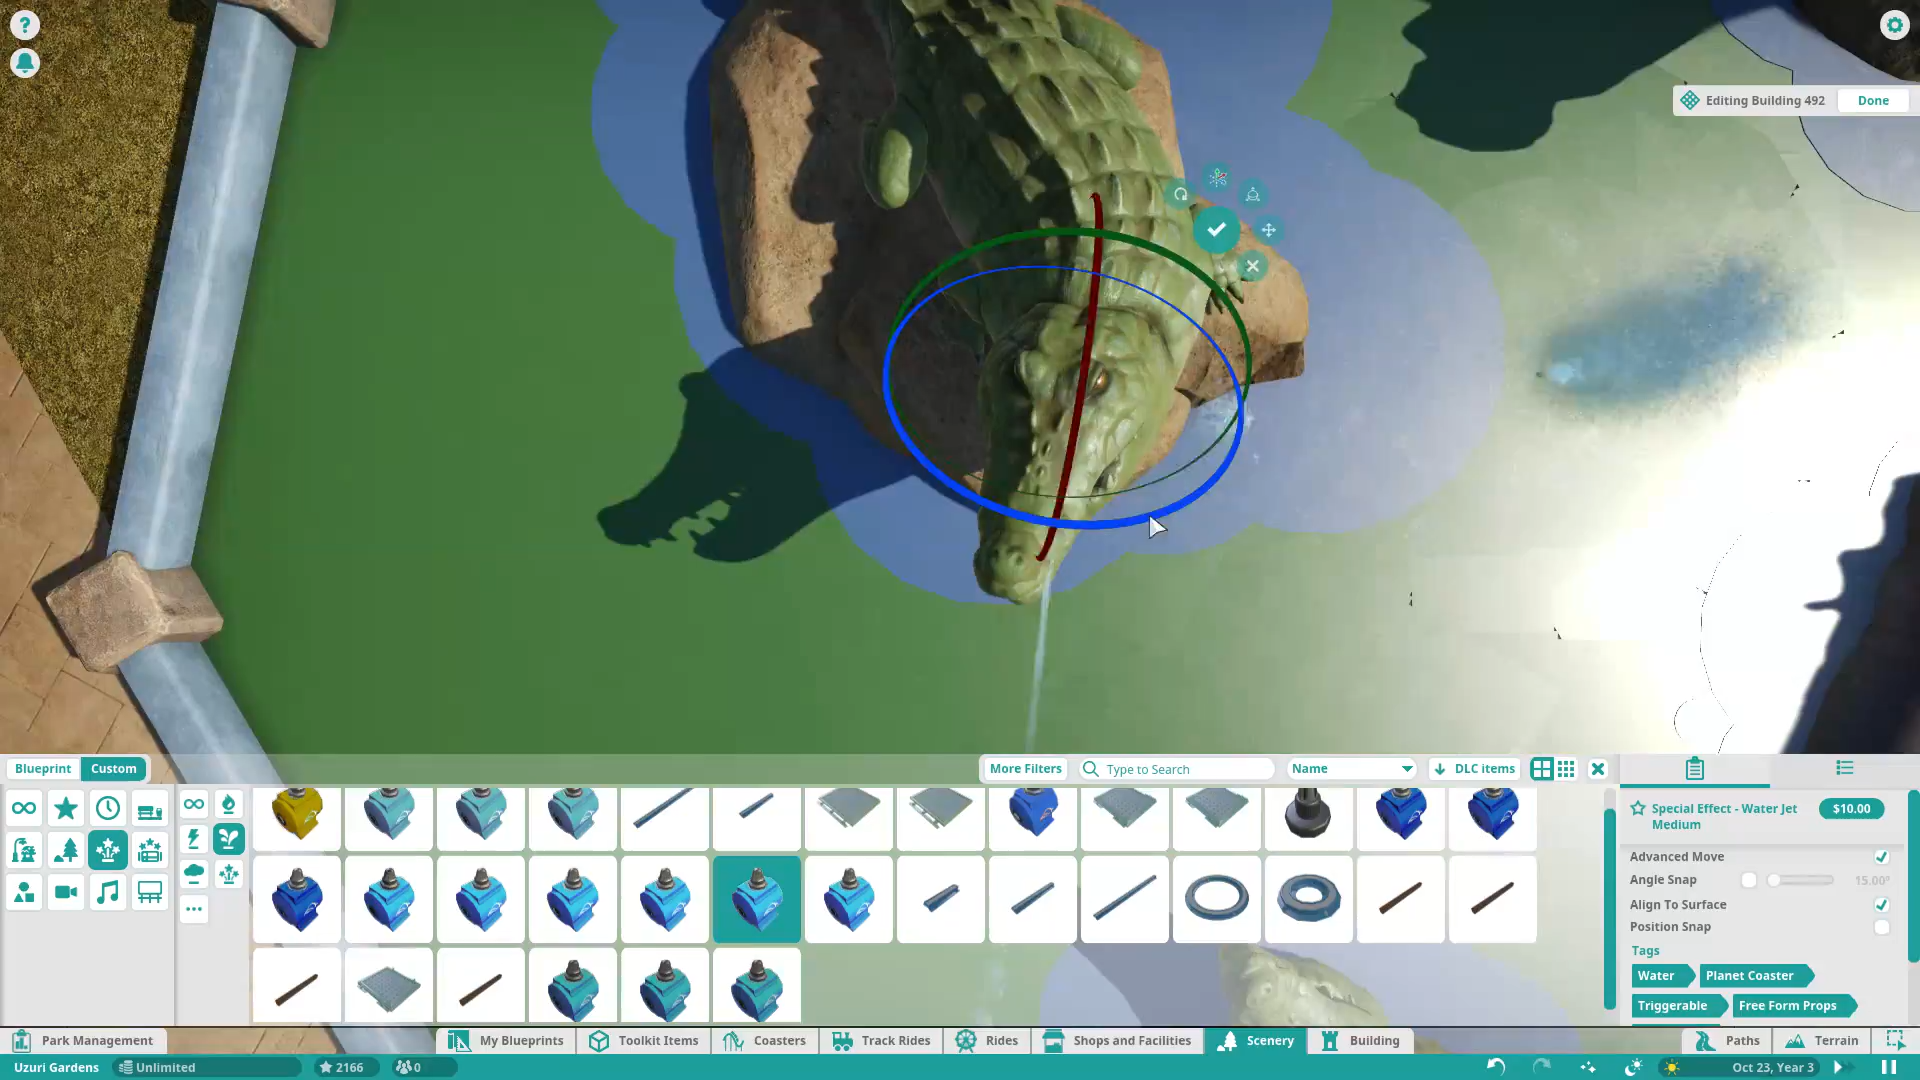 ?
Editing Building 492
Done
Blueprint
Custom
More Filters
Type to Search
Name
DLC items
Special Effect - Water Jet
Medium
$10.00
Advanced Move
Angle Snap
15.00°
Align To Surface
Position Snap
Tags
Water
Planet Coaster
Triggerable
Free Form Props
Park Management
My Blueprints
Toolkit Items
Coasters
Track Rides
Rides
Shops and Facilities
Scenery
Building
Paths
Terrain
Uzuri Gardens
Unlimited
2166
0
Oct 23, Year 3